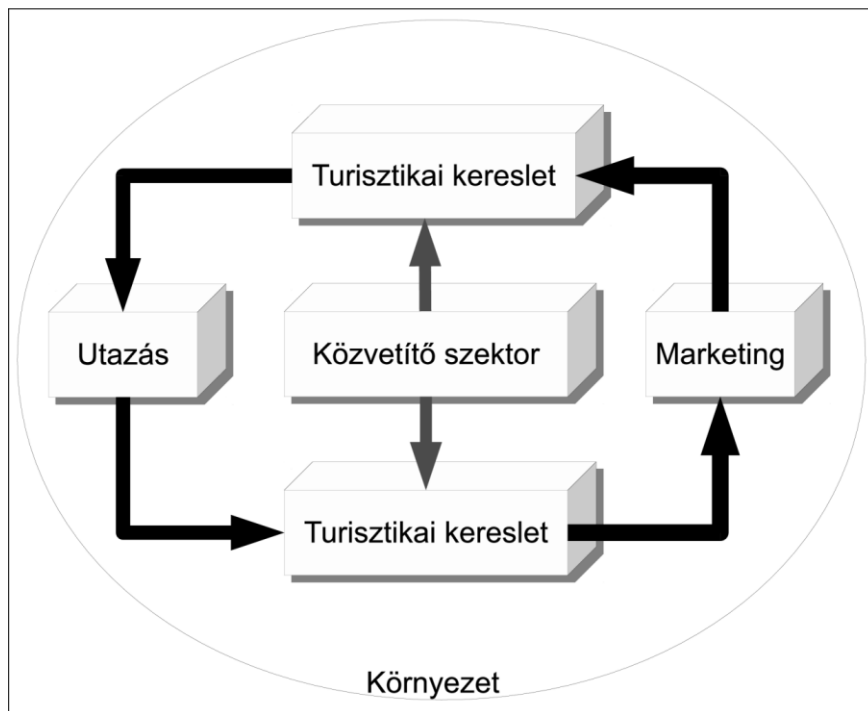 Turisztikai kereslet
Utazás
Közvetítő szektor
Marketing
Turisztikai kereslet
Környezet